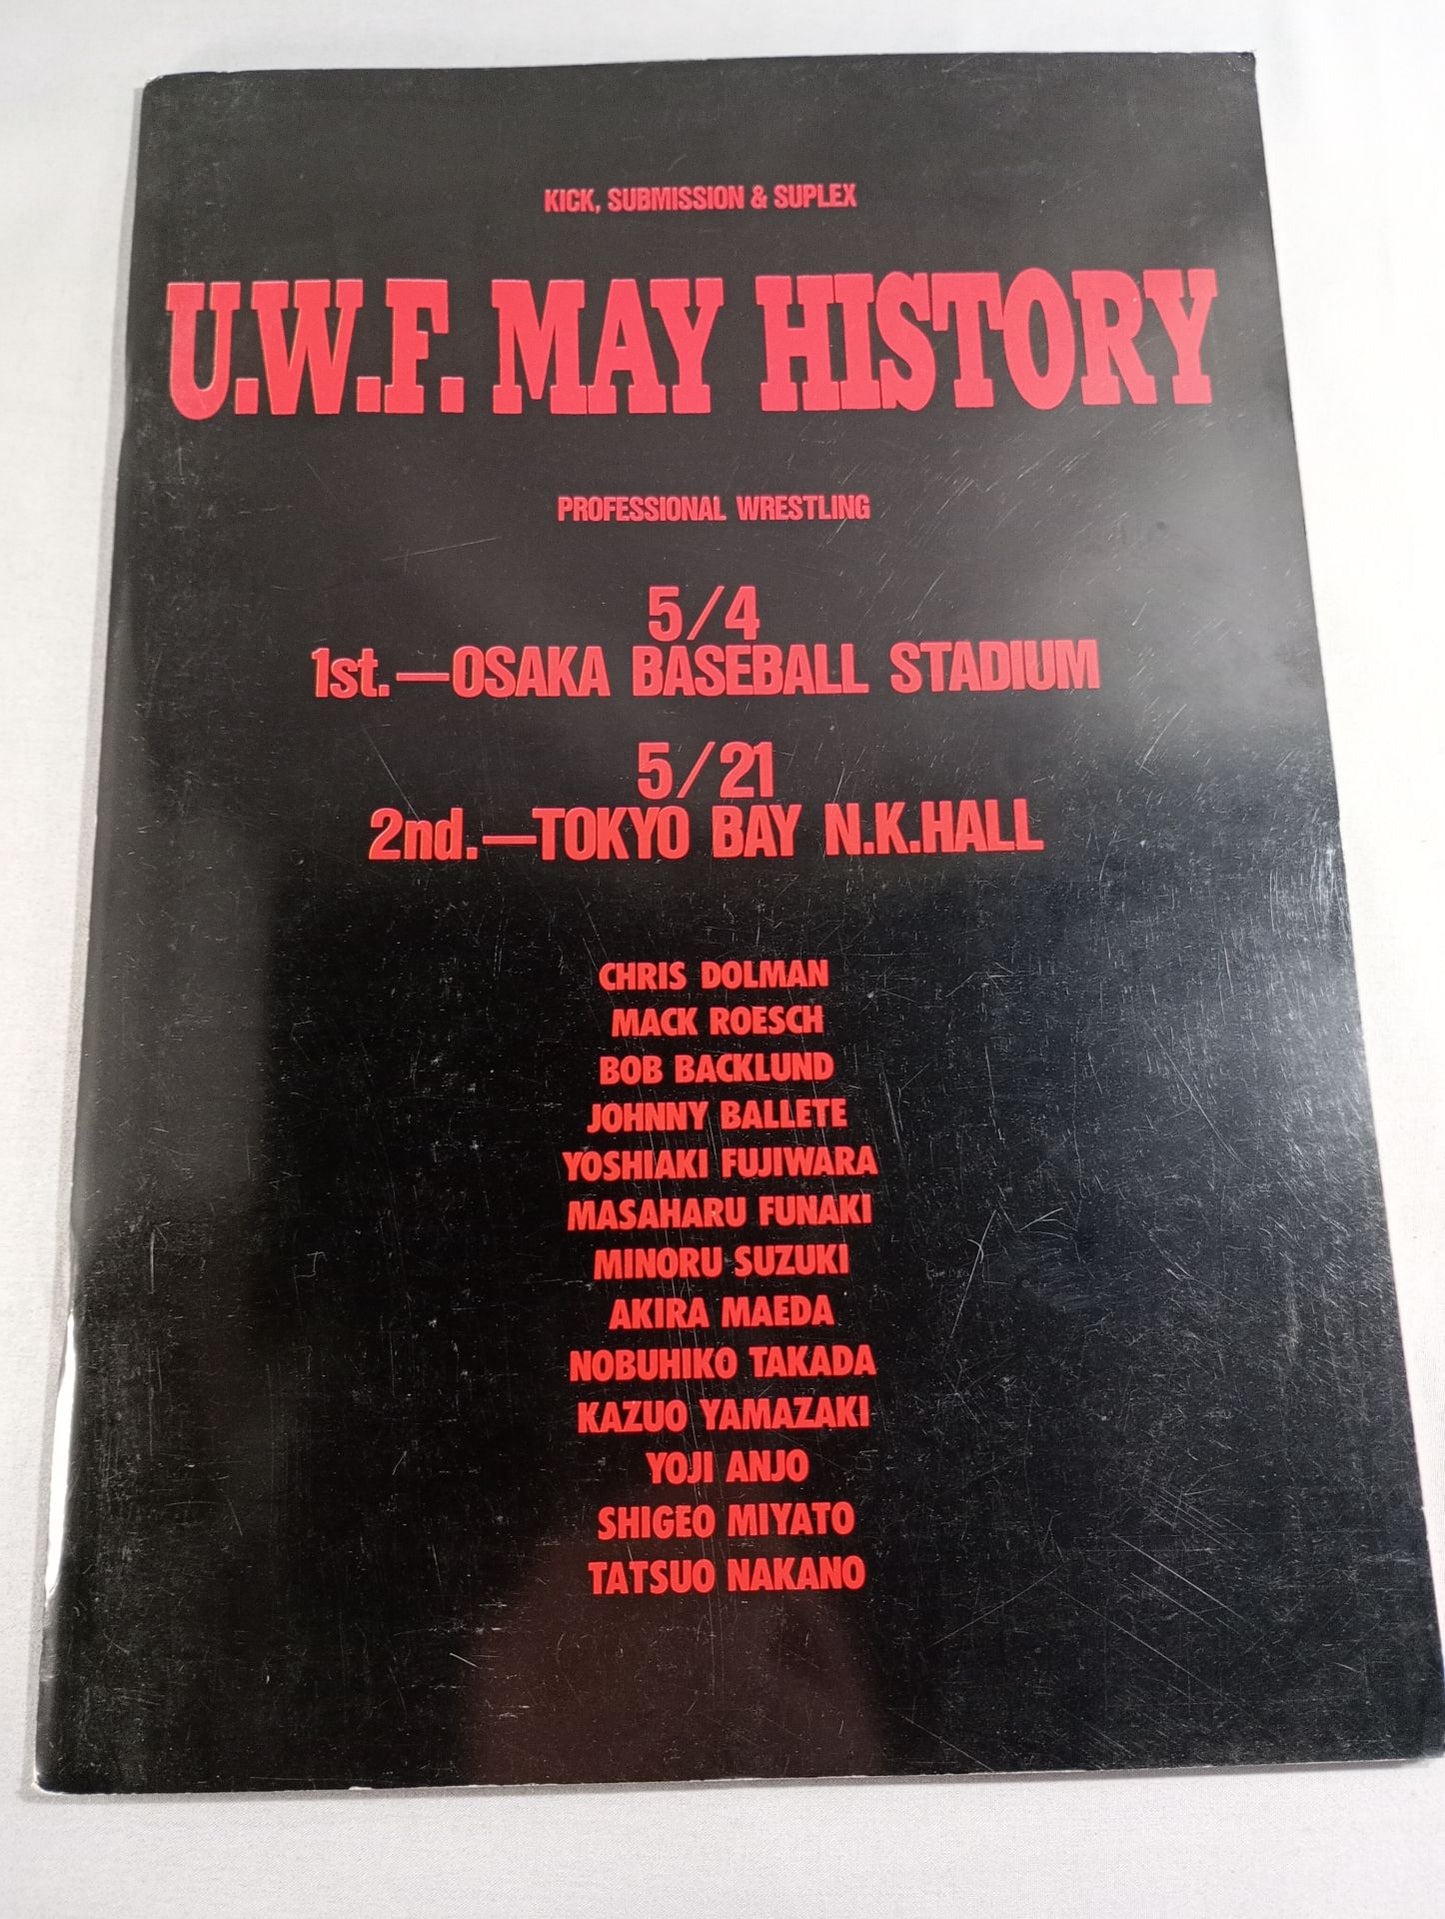 KICK, SUBMISSION & SUPLEX
U.W.F. MAY HISTORY
PROFESSIONAL WRESTLING
5/4
1st.—OSAKA BASEBALL STADIUM
5/21
2nd.—TOKYO BAY N.K.HALL
CHRIS DOLMAN
MACK ROESCH
BOB BACKLUND
JOHNNY BALLETE
YOSHIAKI FUJIWARA
MASAHARU FUNAKI
MINORU SUZUKI
AKIRA MAEDA
NOBUHIKO TAKADA
KAZUO YAMAZAKI
YOJI ANJO
SHIGEO MIYATO
TATSUO NAKANO